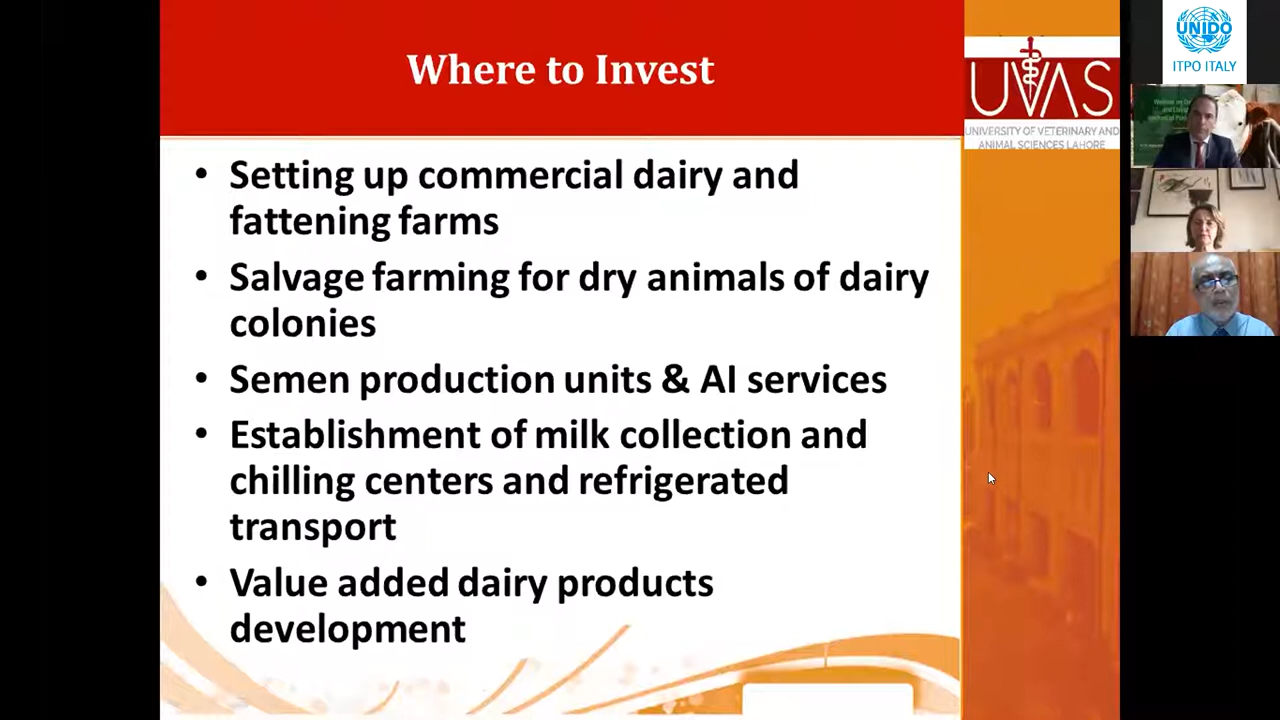 Where to Invest
• Setting up commercial dairy and
fattening farms
• Salvage farming for dry animals of dairy
colonies
• Semen production units & AI services
• Establishment of milk collection and
chilling centers and refrigerated
transport
• Value added dairy products
development
UVAS
UNIVERSITY OF VETERINARY AND
ANIMAL SCIENCES LAHORE
UNIDO
ITPO ITALY
Webinar on